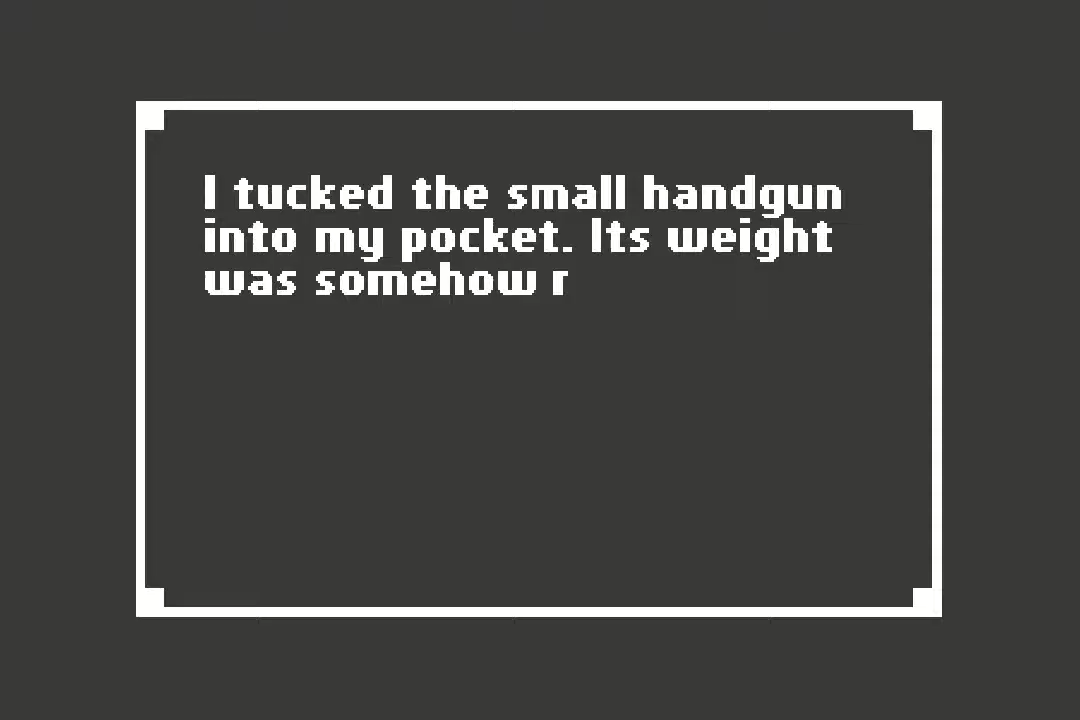 I tucked the small handgun
into my pocket. Its weight
was somehow r